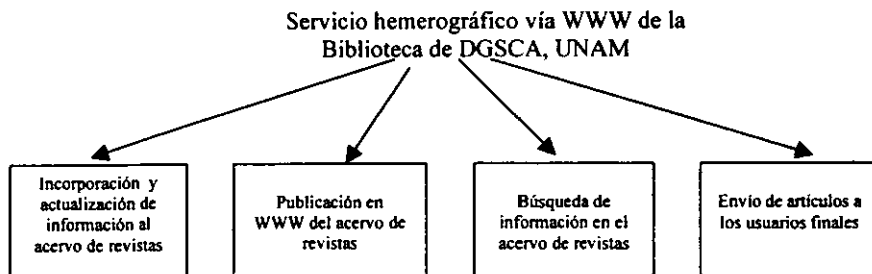 Servicio hemerográfico vía WWW de la
Biblioteca de DGSCA, UNAM
Incorporación y
actualización de
información al
acervo de revistas
Publicación en
WWW del acervo de
revistas
Búsqueda de
información en el
acervo de revistas
Envío de artículos a
los usuarios finales